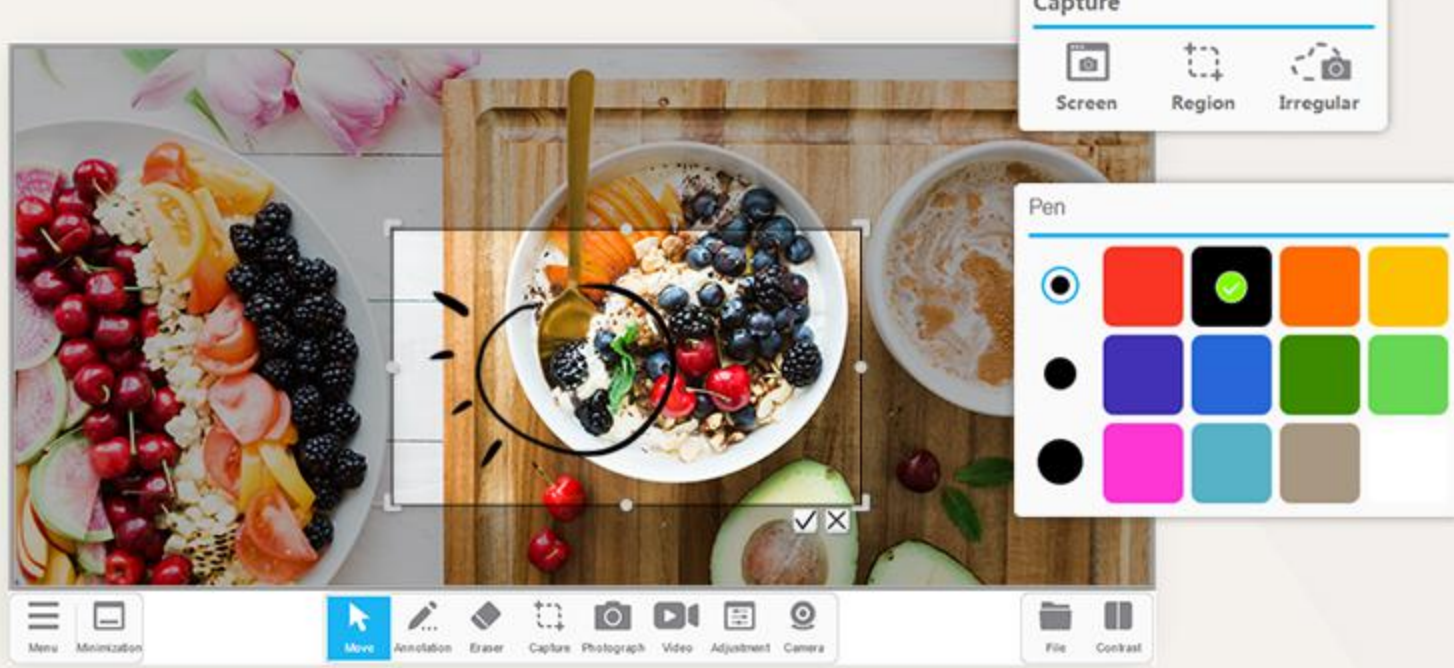 Capture
Screen Region Irregular
Pen
Menu Minimization Move Annotation Eraser Capture Photograph Video Adjustment Camera File Contrast